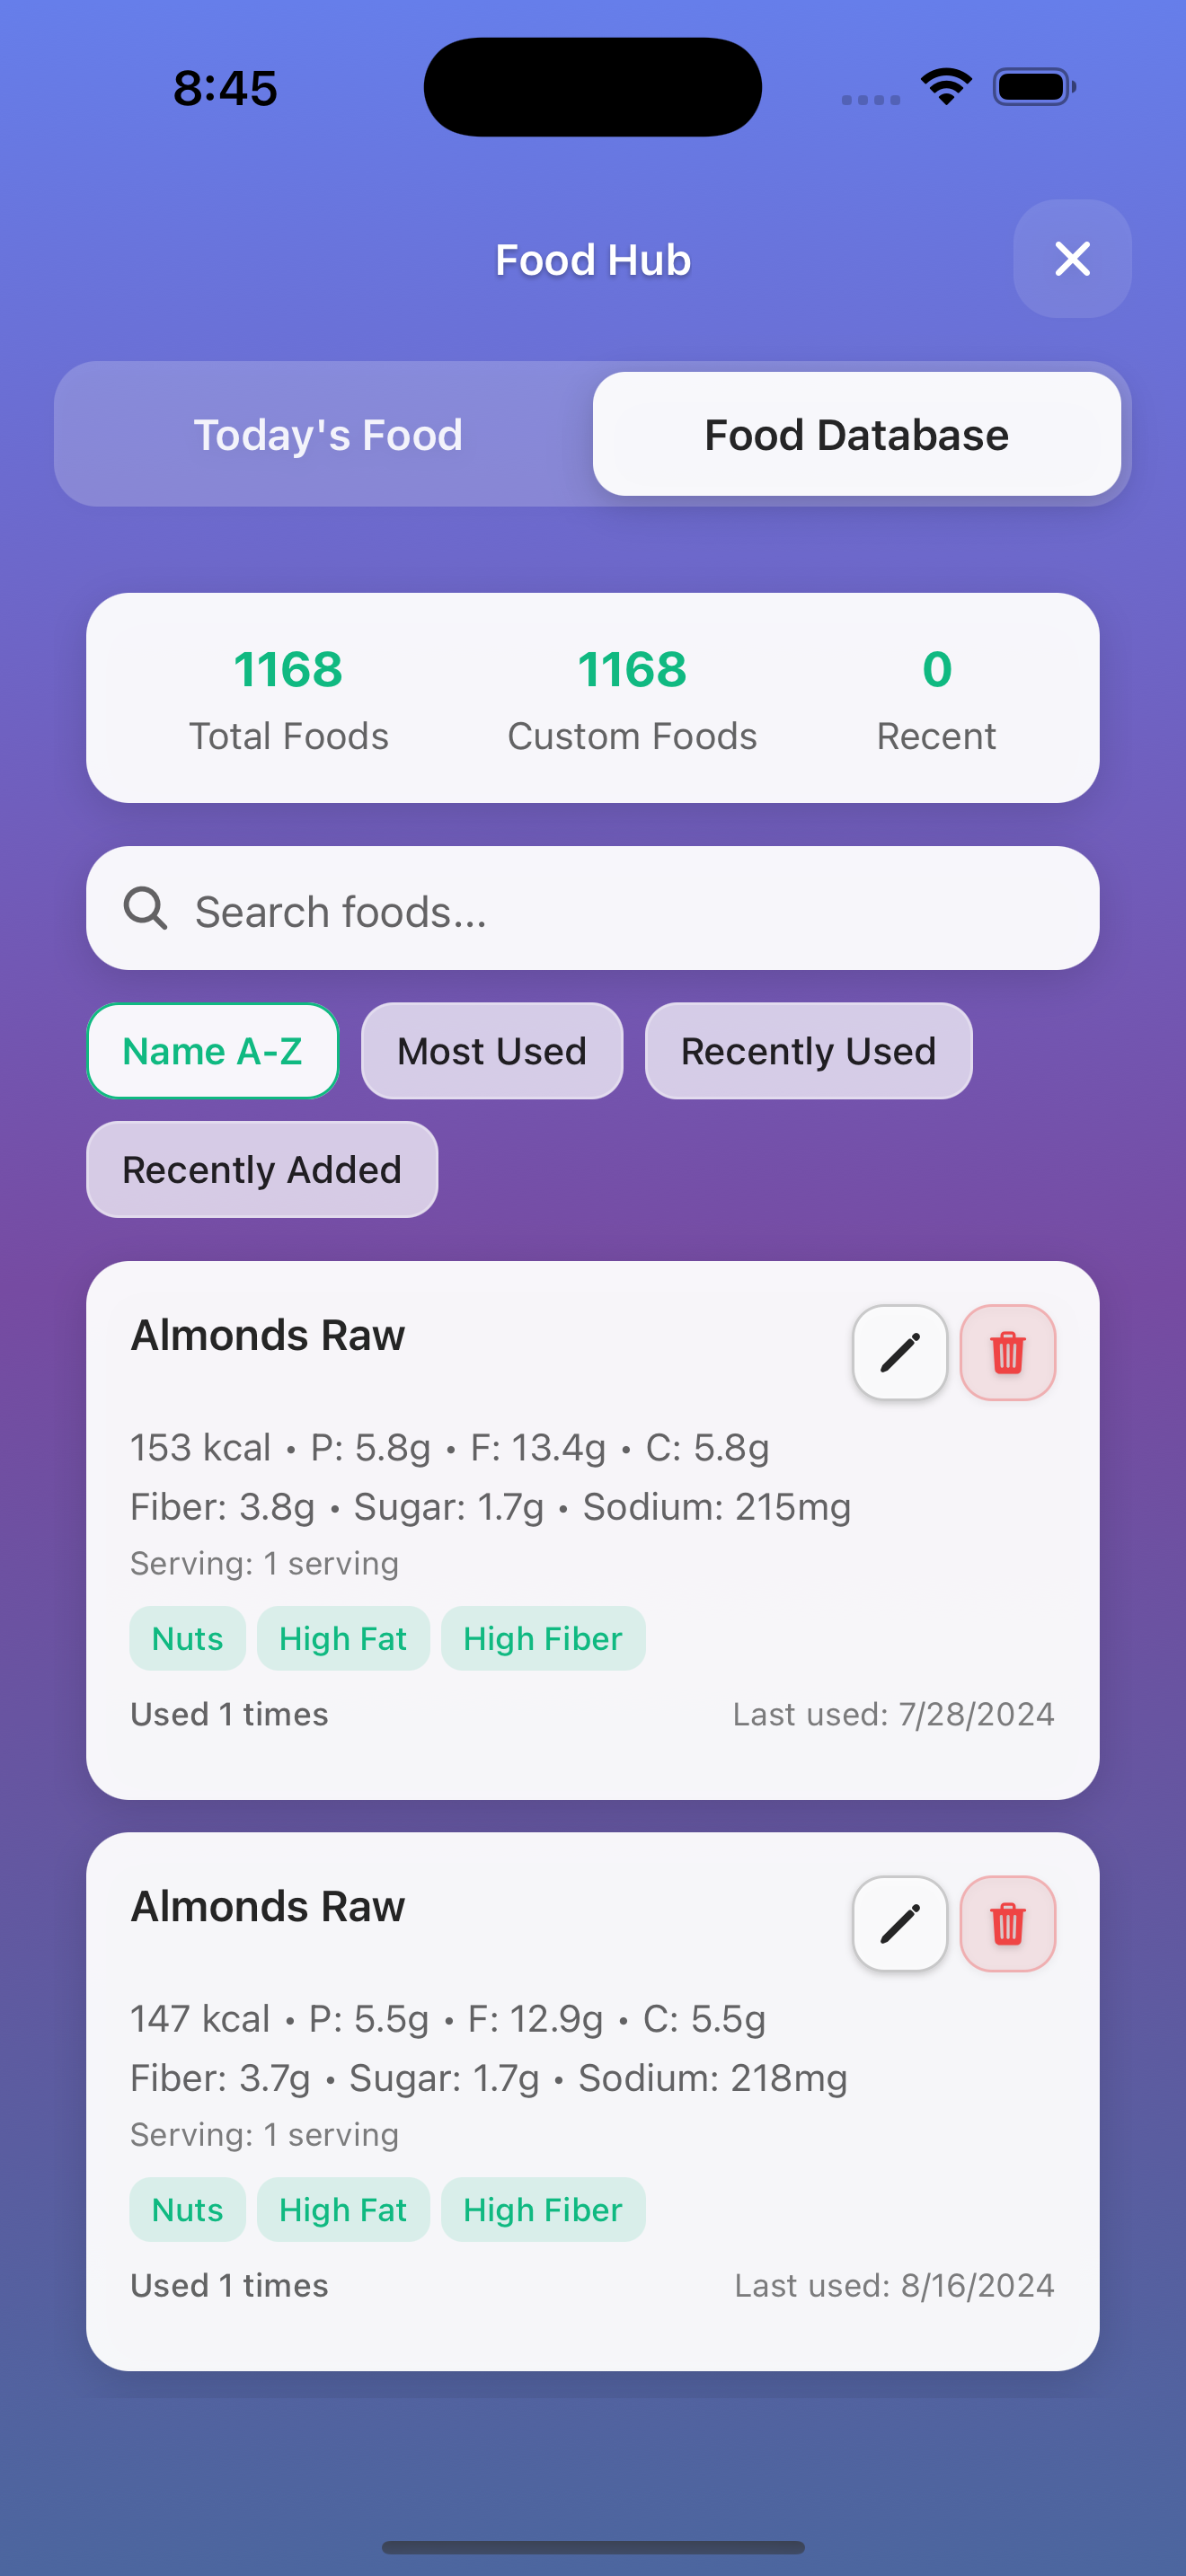 8:45
Food Hub
Today's Food Food Database
1168 1168 0
Total Foods Custom Foods Recent
Search foods...
Name A-Z Most Used Recently Used
Recently Added
Almonds Raw
153 kcal • P: 5.8g • F: 13.4g • C: 5.8g
Fiber: 3.8g • Sugar: 1.7g • Sodium: 215mg
Serving: 1 serving
Nuts High Fat High Fiber
Used 1 times Last used: 7/28/2024
Almonds Raw
147 kcal • P: 5.5g • F: 12.9g • C: 5.5g
Fiber: 3.7g • Sugar: 1.7g • Sodium: 218mg
Serving: 1 serving
Nuts High Fat High Fiber
Used 1 times Last used: 8/16/2024